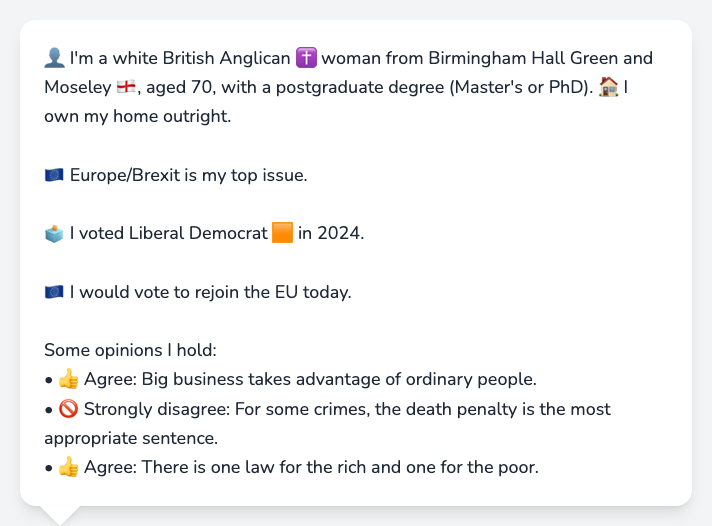 👤 I'm a white British Anglican ✝️ woman from Birmingham Hall Green and
Moseley 🏴󠁧󠁢󠁥󠁮󠁧󠁿, aged 70, with a postgraduate degree (Master's or PhD). 🏠 I
own my home outright.
🇪🇺 Europe/Brexit is my top issue.
🗳️ I voted Liberal Democrat 🟧 in 2024.
🇪🇺 I would vote to rejoin the EU today.
Some opinions I hold:
• 👍 Agree: Big business takes advantage of ordinary people.
• 🚫 Strongly disagree: For some crimes, the death penalty is the most
appropriate sentence.
• 👍 Agree: There is one law for the rich and one for the poor.